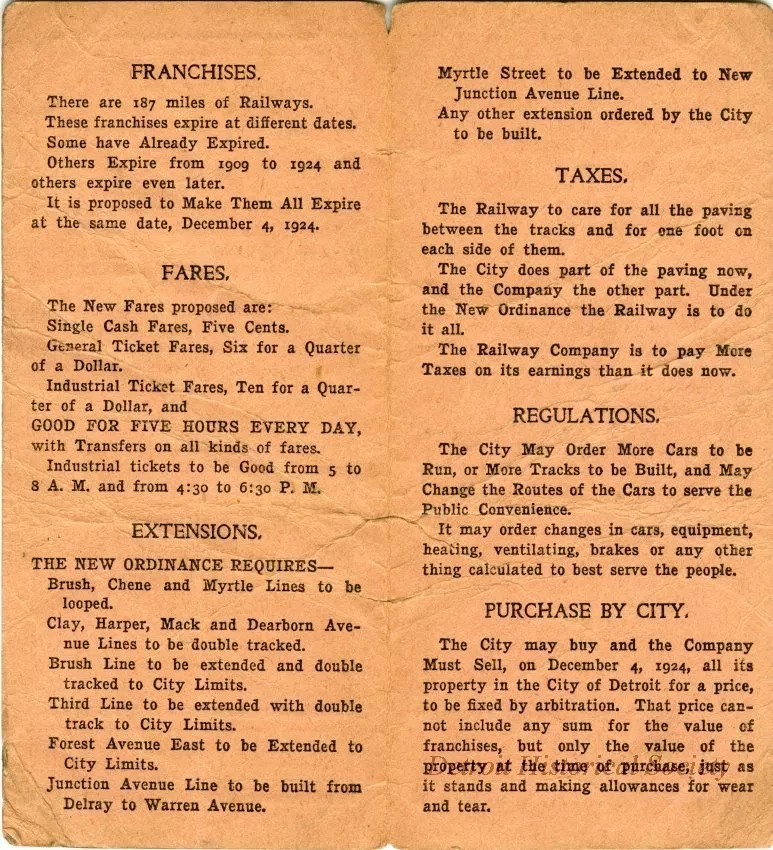 FRANCHISES.
There are 187 miles of Railways.
These franchises expire at different dates.
Some have Already Expired.
Others Expire from 1909 to 1924 and
others expire even later.
It is proposed to Make Them All Expire
at the same date, December 4, 1924.
FARES.
The New Fares proposed are:
Single Cash Fares, Five Cents.
General Ticket Fares, Six for a Quarter
of a Dollar.
Industrial Ticket Fares, Ten for a Quar-
ter of a Dollar, and
GOOD FOR FIVE HOURS EVERY DAY,
with Transfers on all kinds of fares.
Industrial tickets to be Good from 5 to
8 A. M. and from 4:30 to 6:30 P. M.
EXTENSIONS.
THE NEW ORDINANCE REQUIRES—
Brush, Chene and Myrtle Lines to be
looped.
Clay, Harper, Mack and Dearborn Ave-
nue Lines to be double tracked.
Brush Line to be extended and double
tracked to City Limits.
Third Line to be extended with double
track to City Limits.
Forest Avenue East to be Extended to
City Limits.
Junction Avenue Line to be built from
Delray to Warren Avenue.
Myrtle Street to be Extended to New
Junction Avenue Line.
Any other extension ordered by the City
to be built.
TAXES.
The Railway to care for all the paving
between the tracks and for one foot on
each side of them.
The City does part of the paving now,
and the Company the other part. Under
the New Ordinance the Railway is to do
it all.
The Railway Company is to pay More
Taxes on its earnings than it does now.
REGULATIONS.
The City May Order More Cars to be
Run, or More Tracks to be Built, and May
Change the Routes of the Cars to serve the
Public Convenience.
It may order changes in cars, equipment,
heating, ventilating, brakes or any other
thing calculated to best serve the people.
PURCHASE BY CITY.
The City may buy and the Company
Must Sell, on December 4, 1924, all its
property in the City of Detroit for a price,
to be fixed by arbitration. That price can-
not include any sum for the value of
franchises, but only the value of the
property at the time of purchase, just as
it stands and making allowances for wear
and tear.
Detroit Historical Society